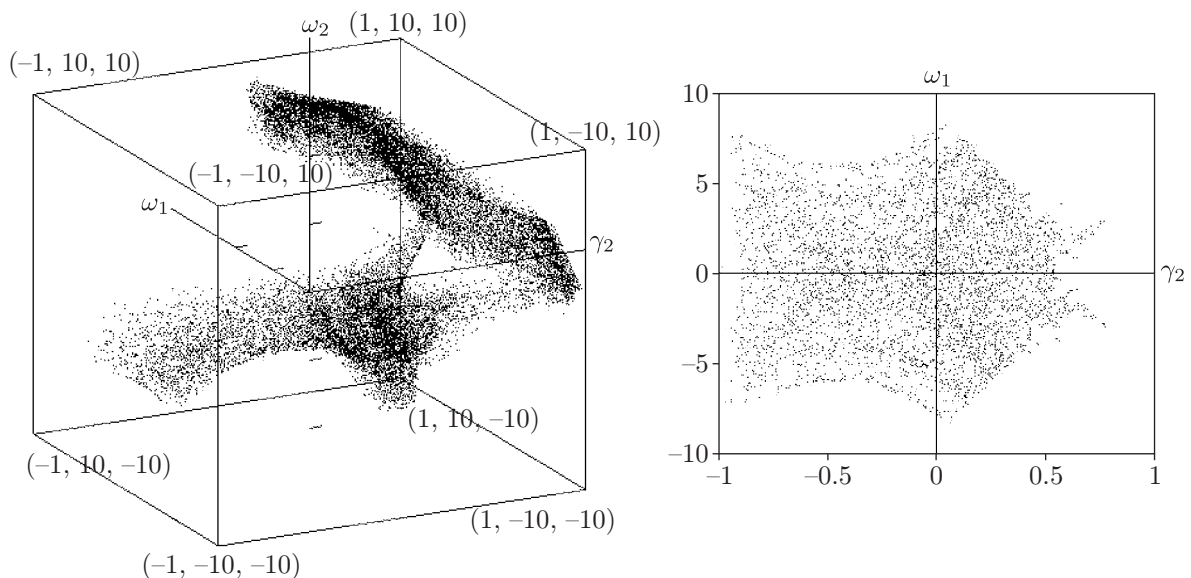 ω₂
(1, 10, 10)
(–1, 10, 10)
(1, –10, 10)
(–1, –10, 10)
ω₁
γ₂
(1, 10, –10)
(–1, 10, –10)
(1, –10, –10)
(–1, –10, –10)
ω₁
10
5
0
γ₂
–5
–10
–1
–0.5
0
0.5
1